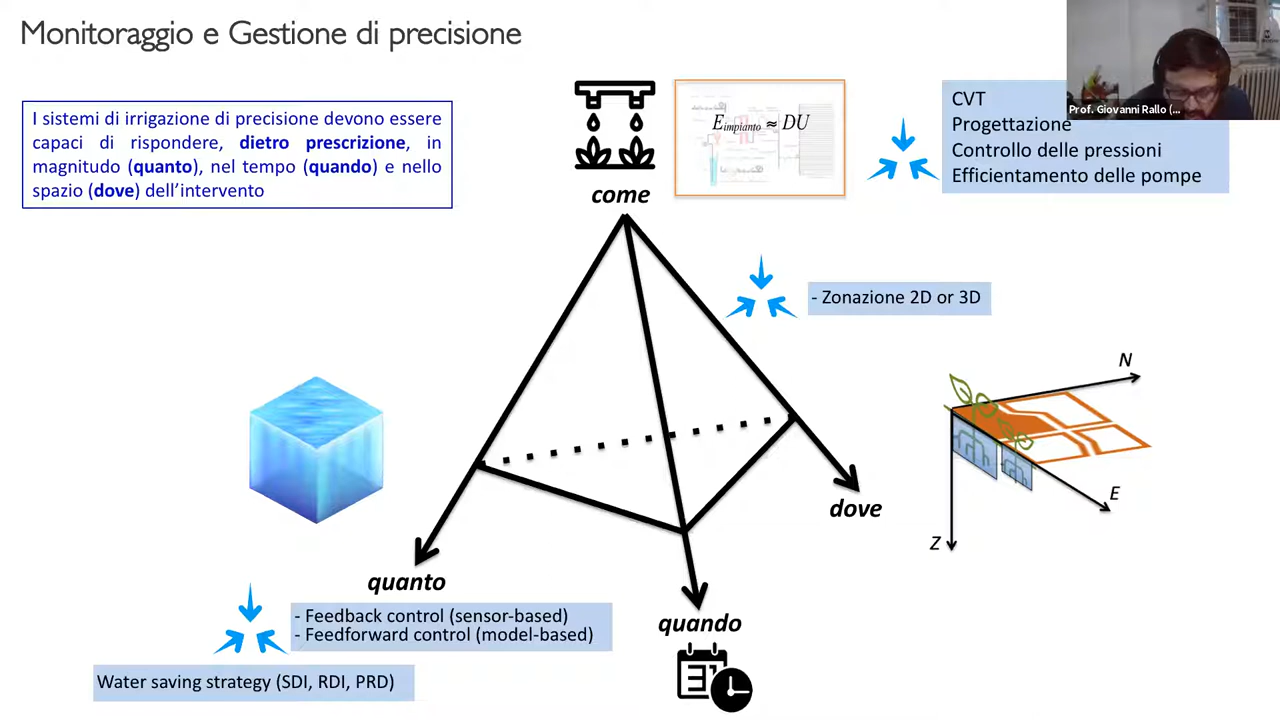 Monitoraggio e Gestione di precisione
Prof. Giovanni Rallo (...
I sistemi di irrigazione di precisione devono essere
capaci di rispondere, dietro prescrizione, in
magnitudo (quanto), nel tempo (quando) e nello
spazio (dove) dell'intervento
E impianto ≈ DU
CVT
Progettazione
Controllo delle pressioni
Efficientamento delle pompe
come
- Zonazione 2D or 3D
N
E
Z
dove
quanto
- Feedback control (sensor-based)
- Feedforward control (model-based)
quando
Water saving strategy (SDI, RDI, PRD)
31